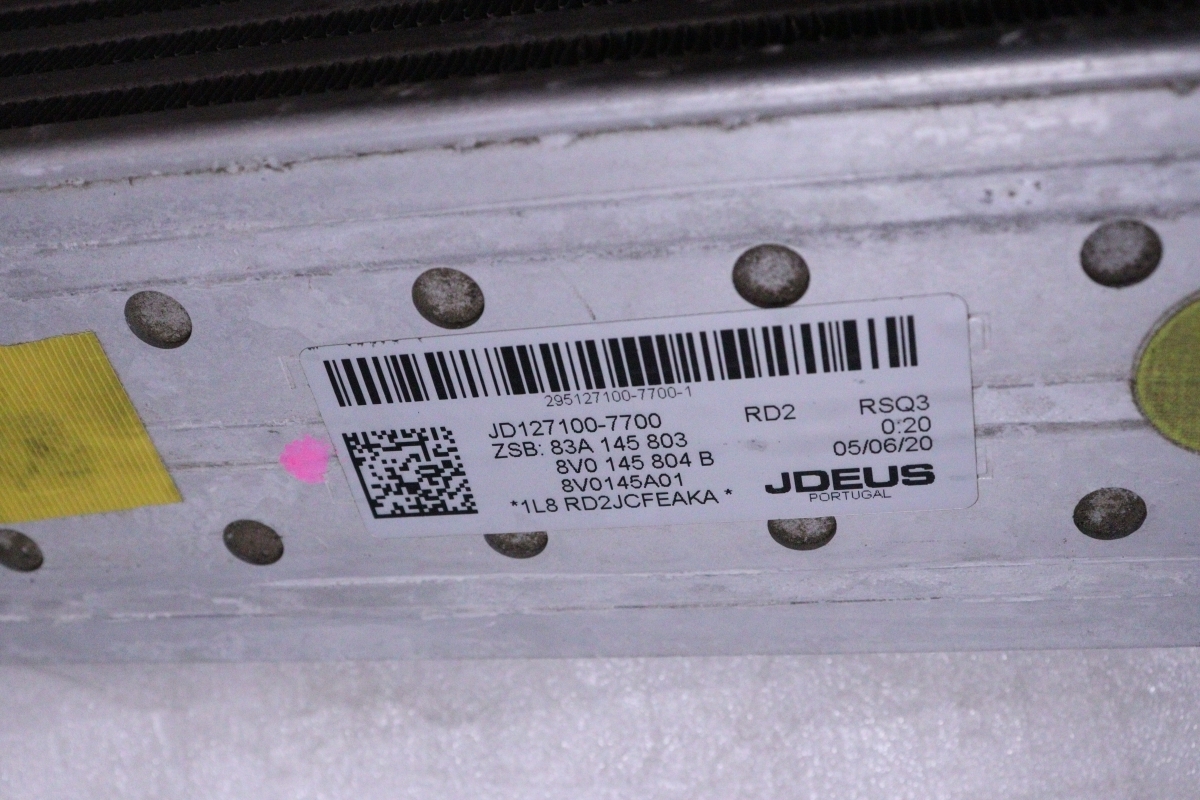 295127100-7700-1
JD127100-7700
ZSB: 83A 145 803
8V0 145 804 B
8V0145A01
*1L8 RD2JCFEAKA *
RD2
RSQ3
0:20
05/06/20
JDEUS
PORTUGAL